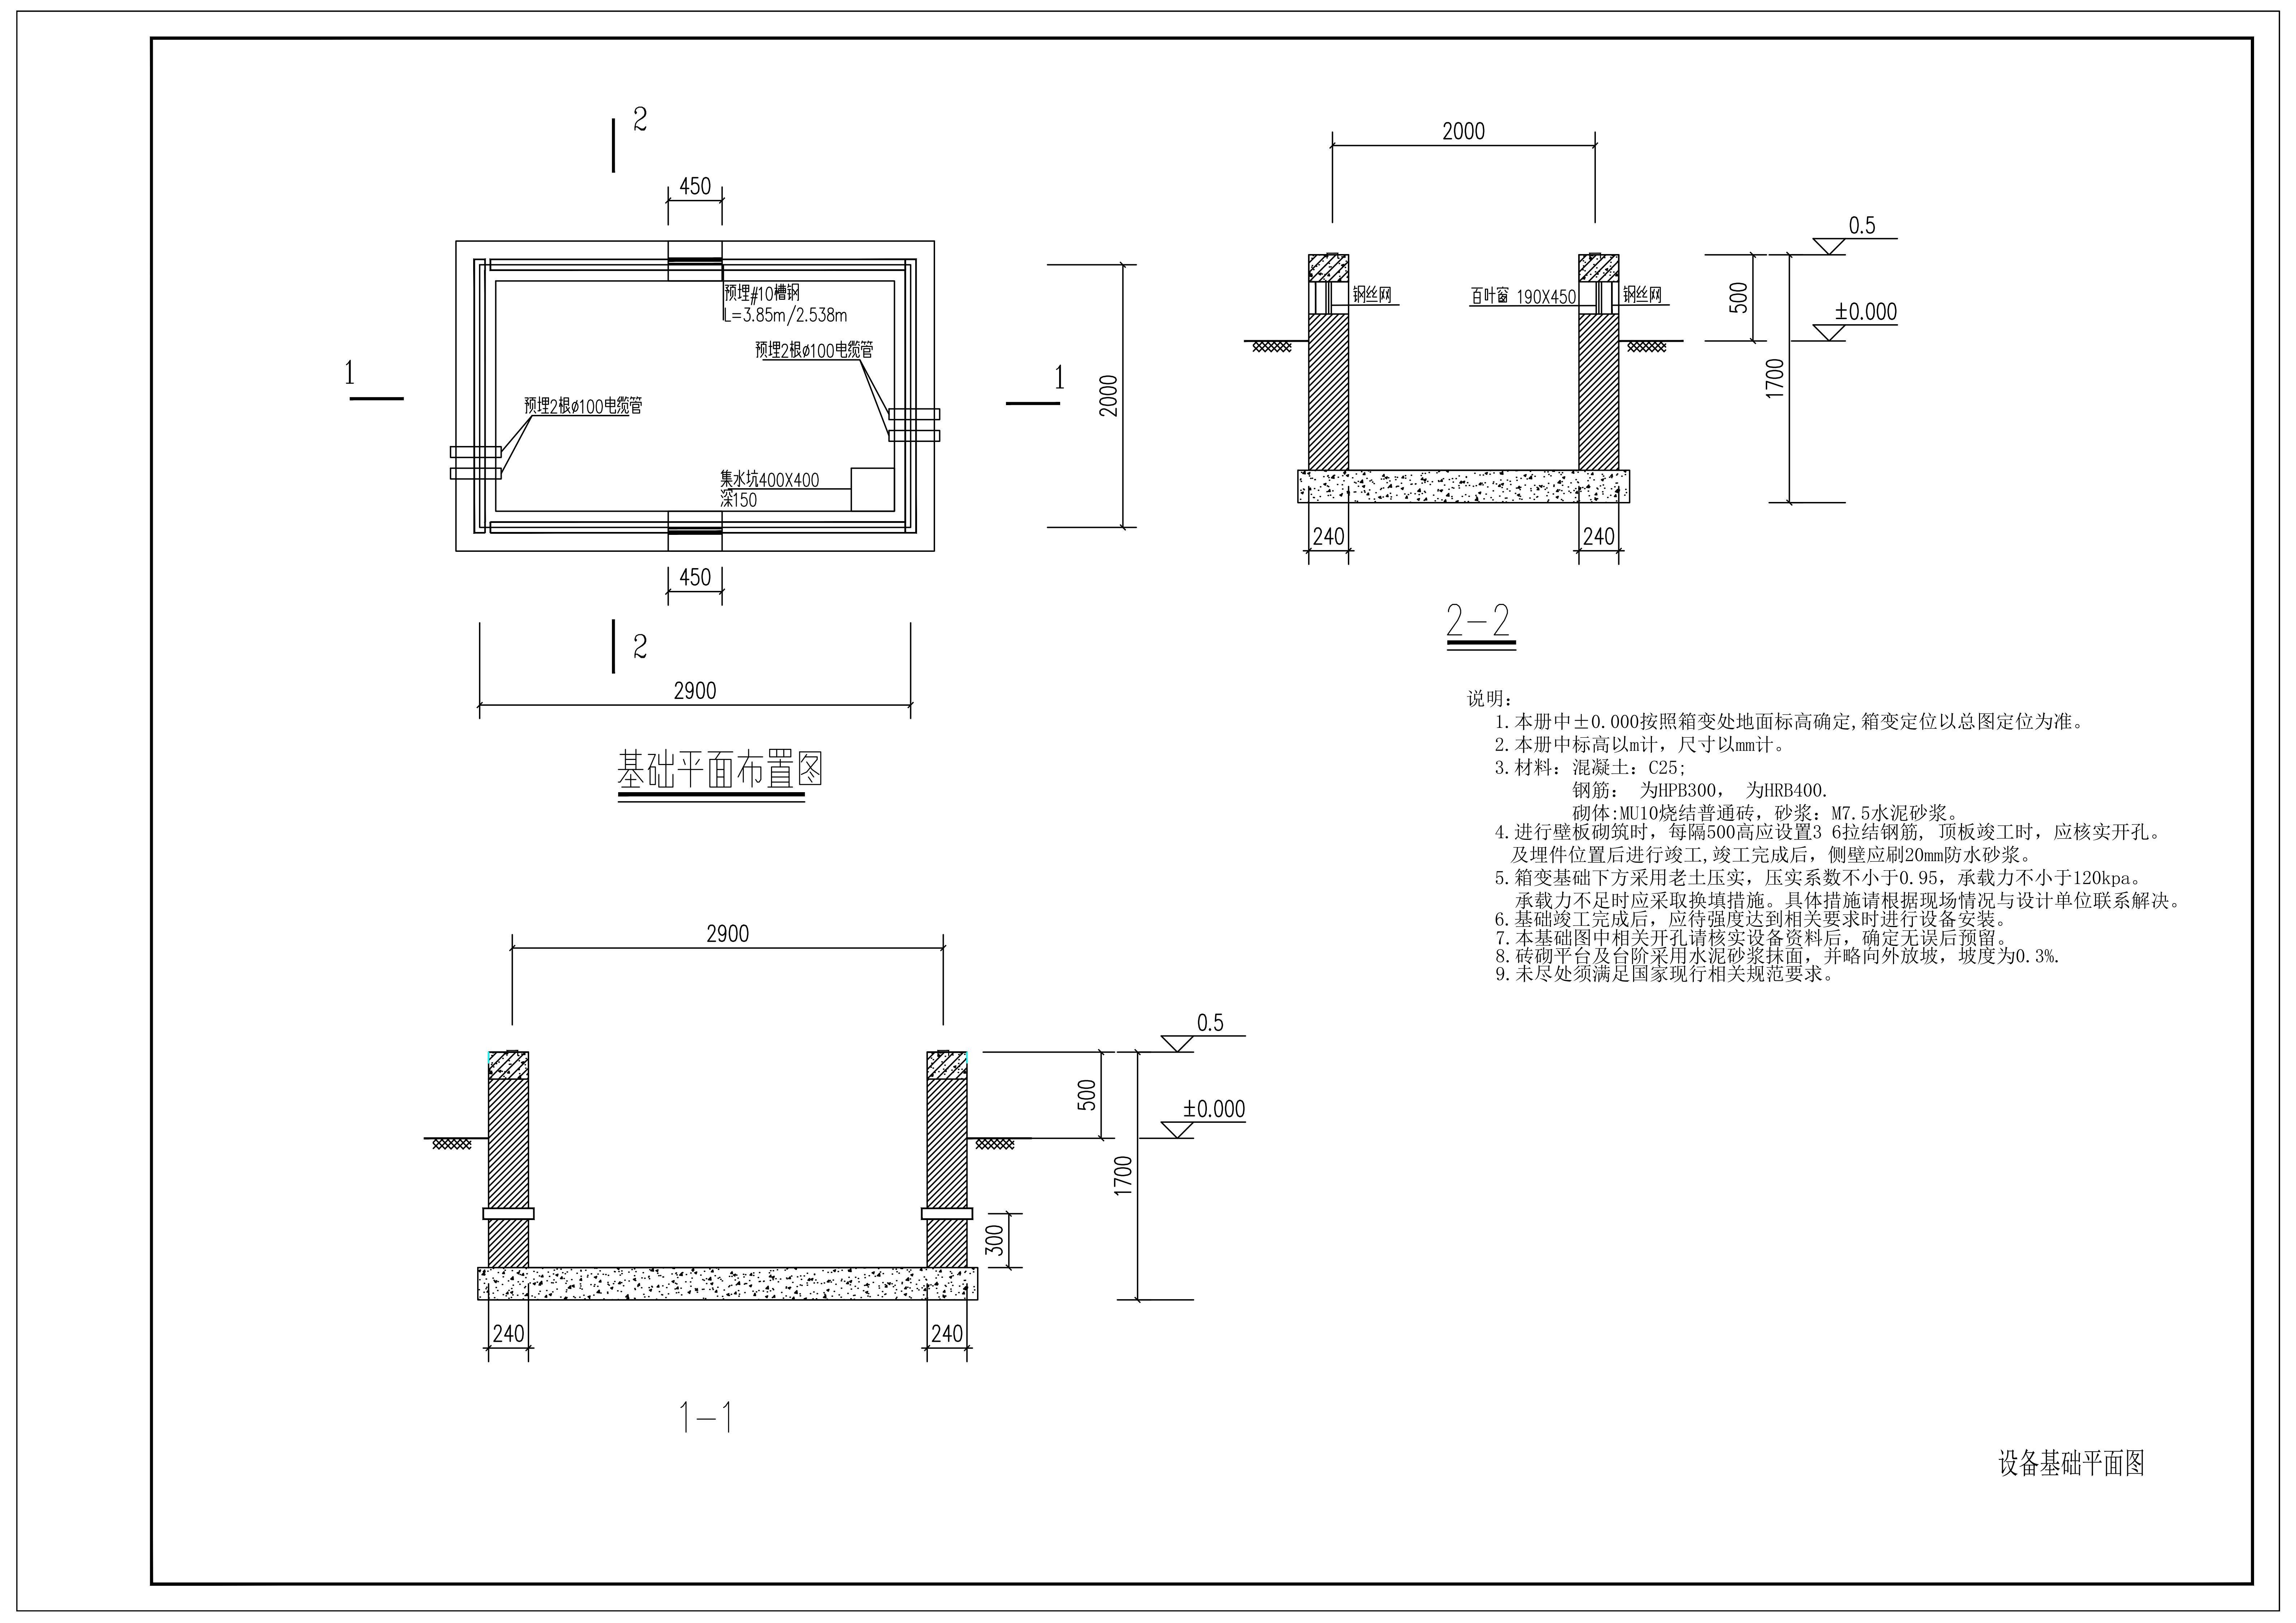 2
450
预埋#10槽钢
L=3.85m/2.538m
预埋2根ø100电缆管
1
1
预埋2根ø100电缆管
2000
集水坑400X400
深150
450
2
2900
基础平面布置图
2000
0.5
钢丝网
百叶窗 190X450
钢丝网
500
±0.000
1700
240
240
2-2
说明：
1.本册中±0.000按照箱变处地面标高确定,箱变定位以总图定位为准。
2.本册中标高以m计，尺寸以mm计。
3.材料：混凝土：C25;
钢筋： 为HPB300， 为HRB400.
砌体:MU10烧结普通砖，砂浆：M7.5水泥砂浆。
4.进行壁板砌筑时，每隔500高应设置3 6拉结钢筋, 顶板竣工时，应核实开孔。
及埋件位置后进行竣工,竣工完成后，侧壁应刷20mm防水砂浆。
5.箱变基础下方采用老土压实，压实系数不小于0.95，承载力不小于120kpa。
承载力不足时应采取换填措施。具体措施请根据现场情况与设计单位联系解决。
6.基础竣工完成后，应待强度达到相关要求时进行设备安装。
7.本基础图中相关开孔请核实设备资料后，确定无误后预留。
8.砖砌平台及台阶采用水泥砂浆抹面，并略向外放坡，坡度为0.3%.
9.未尽处须满足国家现行相关规范要求。
2900
0.5
500
±0.000
1700
300
240
240
1-1
设备基础平面图